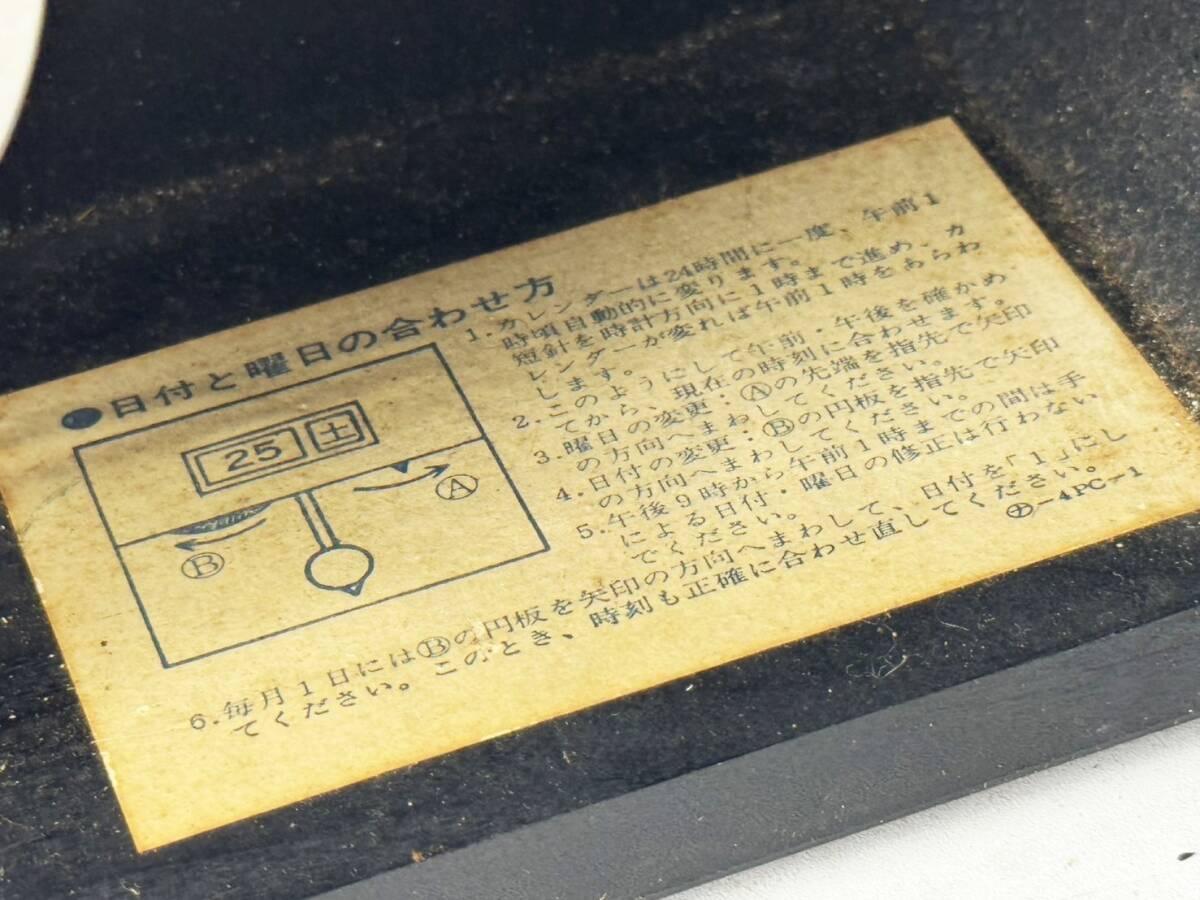 ●日付と曜日の合わせ方
25 土
Ⓐ
Ⓑ
1.カレンダーは24時間に一度、午前1
時頃自動的に変ります。
短針を時計方向に1時まで進め、カ
レンダーが変れば午前1時をあらわ
します。
2.このようにして午前・午後を確かめ
てから、現在の時刻に合わせます。
3.曜日の変更・Ⓐの先端を指先で矢印
の方向へまわしてください。
4.日付の変更・Ⓑの円板を指先で矢印
の方向へまわしてください。
5.午後9時から午前1時までの間は手
による日付・曜日の修正は行わない
でください。
6.毎月1日にはⒷの円板を矢印の方向へまわして、日付を「1」にし
てください。このとき、時刻も正確に合わせ直してください。
-4PC-1